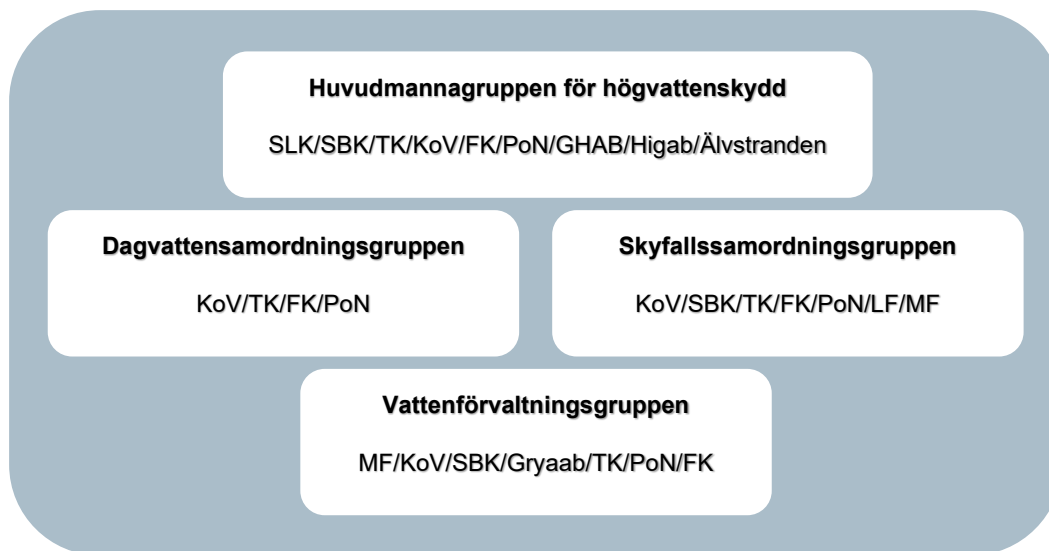 Huvudmannagruppen för högvattenskydd
SLK/SBK/TK/KoV/FK/PoN/GHAB/Higab/Älvstranden
Dagvattensamordningsgruppen
KoV/TK/FK/PoN
Skyfallssamordningsgruppen
KoV/SBK/TK/FK/PoN/LF/MF
Vattenförvaltningsgruppen
MF/KoV/SBK/Gryaab/TK/PoN/FK